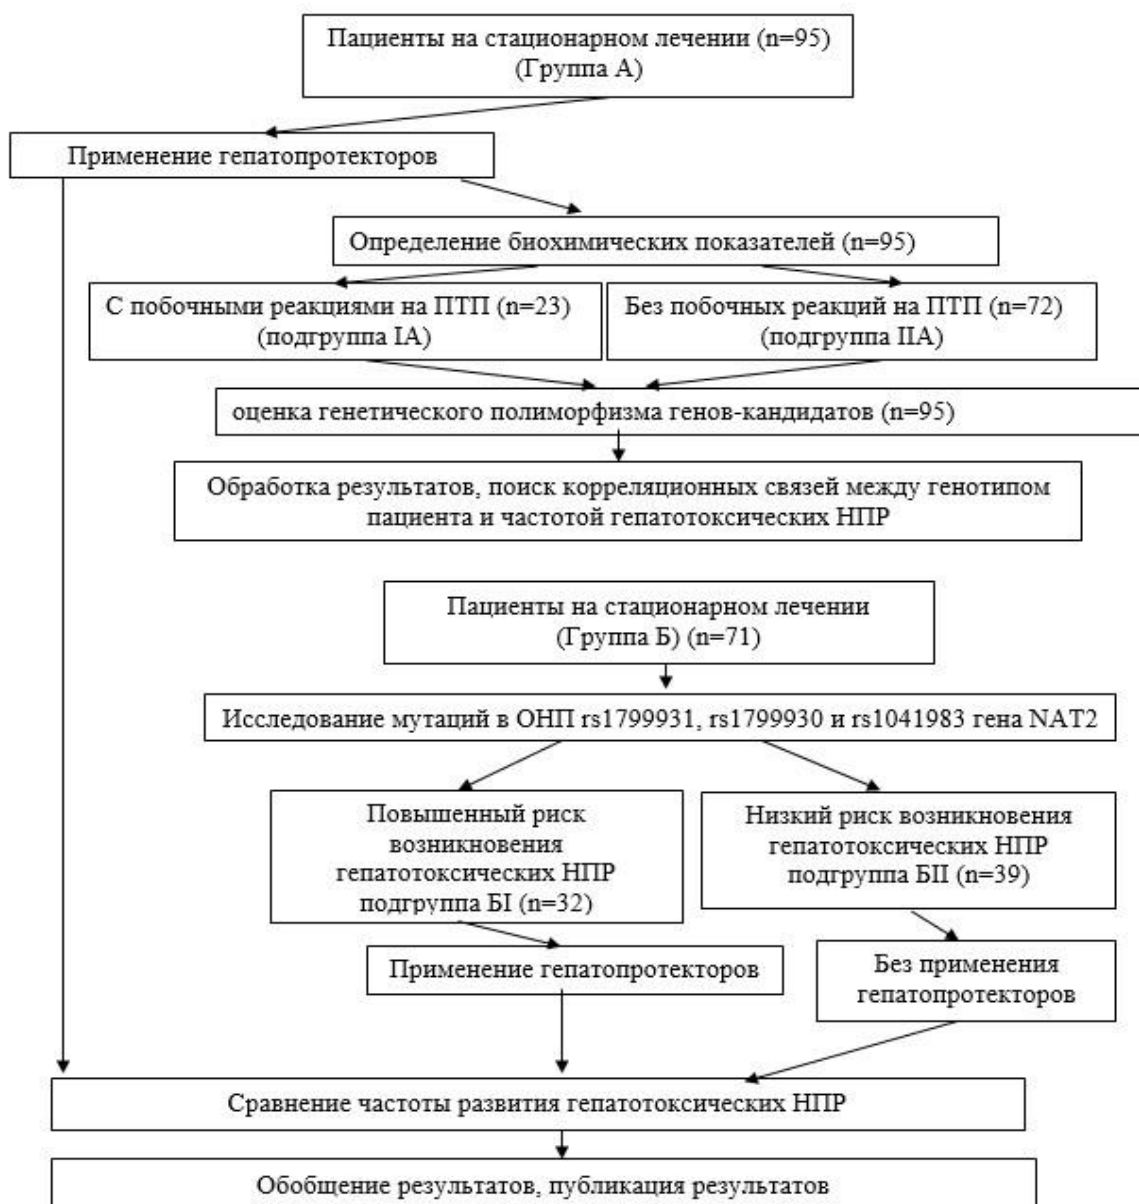 Пациенты на стационарном лечении (n=95)
(Группа А)
Применение гепатопротекторов
Определение биохимических показателей (n=95)
С побочными реакциями на ПТП (n=23)
(подгруппа IА)
Без побочных реакций на ПТП (n=72)
(подгруппа IIА)
оценка генетического полиморфизма генов-кандидатов (n=95)
Обработка результатов, поиск корреляционных связей между генотипом
пациента и частотой гепатотоксических НПР
Пациенты на стационарном лечении
(Группа Б) (n=71)
Исследование мутаций в ОНП rs1799931, rs1799930 и rs1041983 гена NAT2
Повышенный риск
возникновения
гепатотоксических НПР
подгруппа БI (n=32)
Низкий риск возникновения
гепатотоксических НПР
подгруппа БII (n=39)
Применение гепатопротекторов
Без применения
гепатопротекторов
Сравнение частоты развития гепатотоксических НПР
Обобщение результатов, публикация результатов